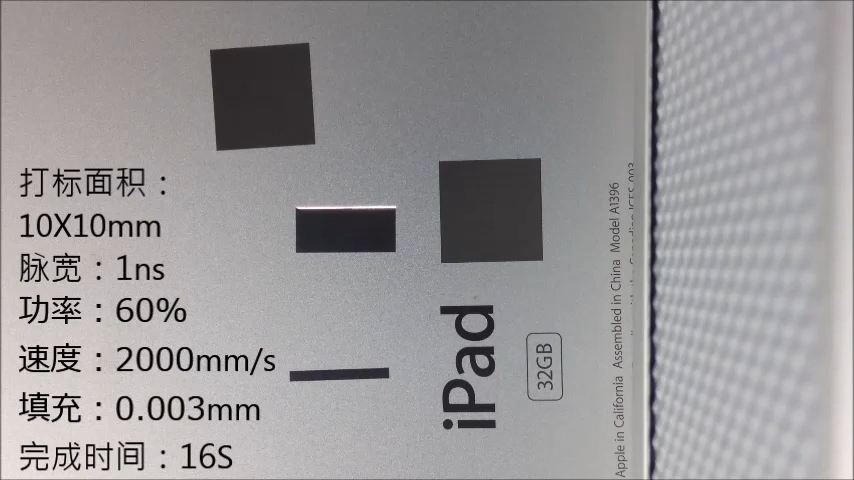 打标面积：
10X10mm
脉宽：1ns
功率：60%
速度：2000mm/s
填充：0.003mm
完成时间：16S
iPad
32GB
Apple in California Assembled in China Model A1396